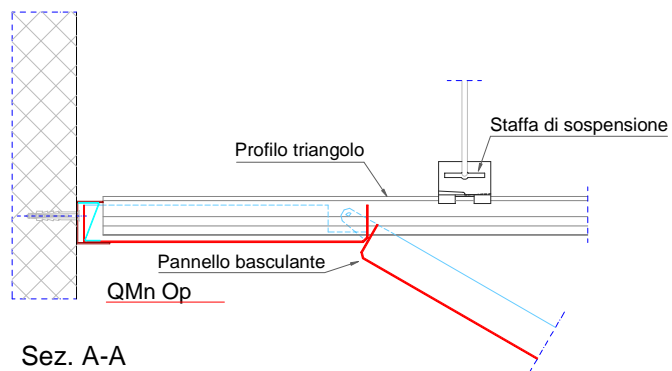 Staffa di sospensione
Profilo triangolo
Pannello basculante
QMn Op
Sez. A-A